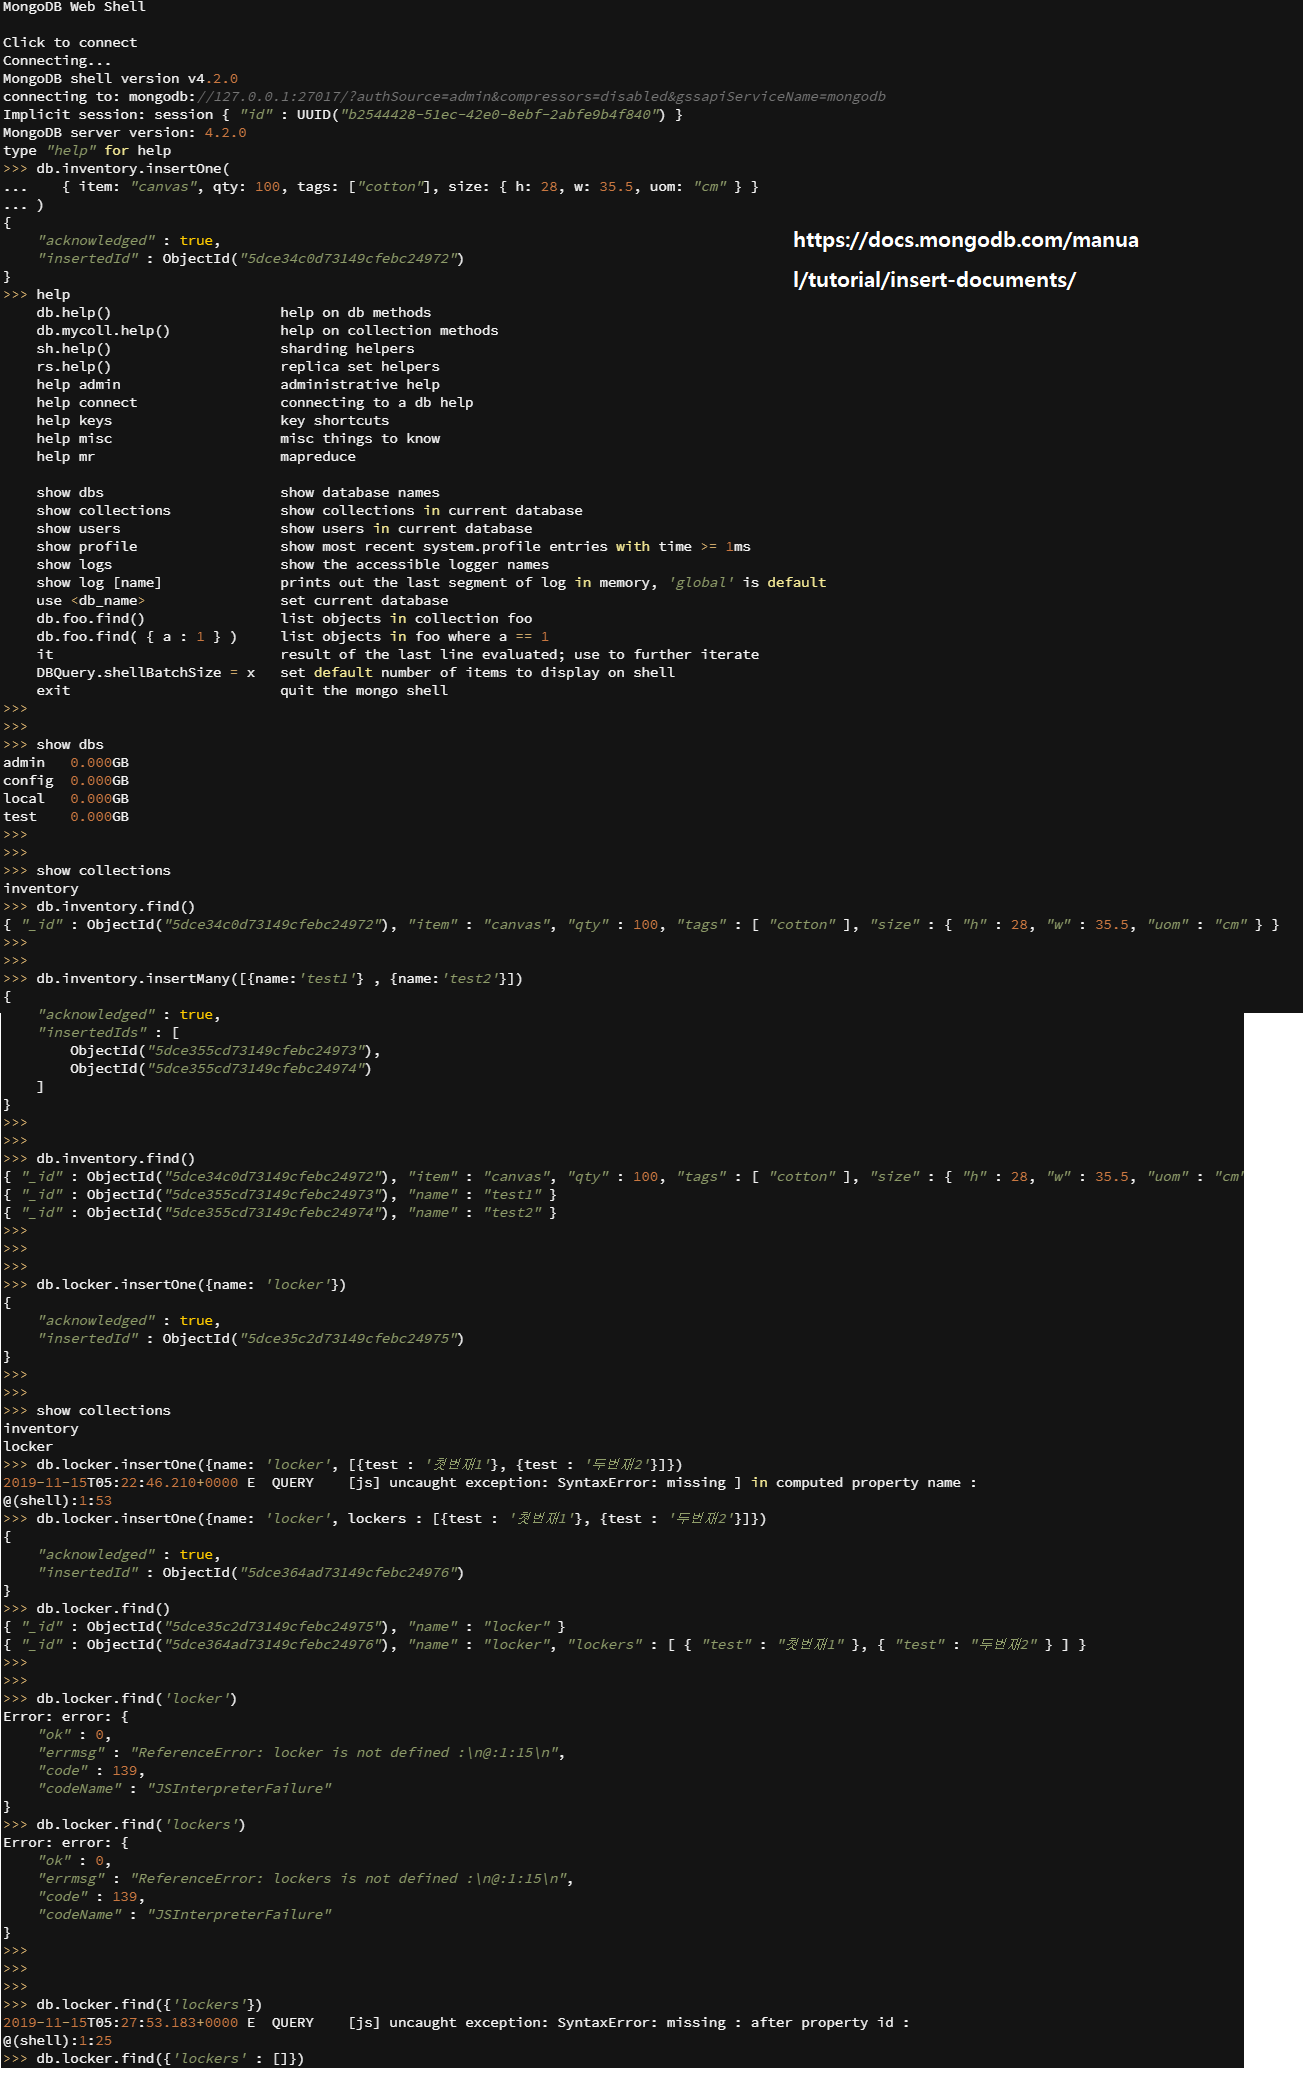 MongoDB Web Shell
Click to connect
Connecting...
MongoDB shell version v4.2.0
connecting to: mongodb://127.0.0.1:27017/?authSource=admin&compressors=disabled&gssapiServiceName=mongodb
Implicit session: session { "id" : UUID("b2544428-51ec-42e0-8ebf-2abfe9b4f840") }
MongoDB server version: 4.2.0
type "help" for help
>>> db.inventory.insertOne(
...    { item: "canvas", qty: 100, tags: ["cotton"], size: { h: 28, w: 35.5, uom: "cm" } }
... )
{
    "acknowledged" : true,
    "insertedId" : ObjectId("5dce34c0d73149cfebc24972")
}
https://docs.mongodb.com/manua
l/tutorial/insert-documents/
>>> help
    db.help()                    help on db methods
    db.mycoll.help()             help on collection methods
    sh.help()                    sharding helpers
    rs.help()                    replica set helpers
    help admin                   administrative help
    help connect                 connecting to a db help
    help keys                    key shortcuts
    help misc                    misc things to know
    help mr                      mapreduce
    show dbs                     show database names
    show collections             show collections in current database
    show users                   show users in current database
    show profile                 show most recent system.profile entries with time >= 1ms
    show logs                    show the accessible logger names
    show log [name]              prints out the last segment of log in memory, 'global' is default
    use <db_name>                set current database
    db.foo.find()                list objects in collection foo
    db.foo.find( { a : 1 } )     list objects in foo where a == 1
    it                           result of the last line evaluated; use to further iterate
    DBQuery.shellBatchSize = x   set default number of items to display on shell
    exit                         quit the mongo shell
>>>
>>>
>>> show dbs
admin   0.000GB
config  0.000GB
local   0.000GB
test    0.000GB
>>>
>>>
>>> show collections
inventory
>>> db.inventory.find()
{ "_id" : ObjectId("5dce34c0d73149cfebc24972"), "item" : "canvas", "qty" : 100, "tags" : [ "cotton" ], "size" : { "h" : 28, "w" : 35.5, "uom" : "cm" } }
>>>
>>>
>>> db.inventory.insertMany([{name:'test1'} , {name:'test2'}])
{
    "acknowledged" : true,
    "insertedIds" : [
        ObjectId("5dce355cd73149cfebc24973"),
        ObjectId("5dce355cd73149cfebc24974")
    ]
}
>>>
>>>
>>> db.inventory.find()
{ "_id" : ObjectId("5dce34c0d73149cfebc24972"), "item" : "canvas", "qty" : 100, "tags" : [ "cotton" ], "size" : { "h" : 28, "w" : 35.5, "uom" : "cm"
{ "_id" : ObjectId("5dce355cd73149cfebc24973"), "name" : "test1" }
{ "_id" : ObjectId("5dce355cd73149cfebc24974"), "name" : "test2" }
>>>
>>>
>>>
>>> db.locker.insertOne({name: 'locker'})
{
    "acknowledged" : true,
    "insertedId" : ObjectId("5dce35c2d73149cfebc24975")
}
>>>
>>>
>>> show collections
inventory
locker
>>> db.locker.insertOne({name: 'locker', [{test : '첫번재1'}, {test : '두번재2'}]})
2019-11-15T05:22:46.210+0000 E  QUERY    [js] uncaught exception: SyntaxError: missing ] in computed property name :
@(shell):1:53
>>> db.locker.insertOne({name: 'locker', lockers : [{test : '첫번재1'}, {test : '두번재2'}]})
{
    "acknowledged" : true,
    "insertedId" : ObjectId("5dce364ad73149cfebc24976")
}
>>> db.locker.find()
{ "_id" : ObjectId("5dce35c2d73149cfebc24975"), "name" : "locker" }
{ "_id" : ObjectId("5dce364ad73149cfebc24976"), "name" : "locker", "lockers" : [ { "test" : "첫번재1" }, { "test" : "두번재2" } ] }
>>>
>>>
>>> db.locker.find('locker')
Error: error: {
    "ok" : 0,
    "errmsg" : "ReferenceError: locker is not defined :\n@:1:15\n",
    "code" : 139,
    "codeName" : "JSInterpreterFailure"
}
>>> db.locker.find('lockers')
Error: error: {
    "ok" : 0,
    "errmsg" : "ReferenceError: lockers is not defined :\n@:1:15\n",
    "code" : 139,
    "codeName" : "JSInterpreterFailure"
}
>>>
>>>
>>>
>>> db.locker.find({'lockers'})
2019-11-15T05:27:53.183+0000 E  QUERY    [js] uncaught exception: SyntaxError: missing : after property id :
@(shell):1:25
>>> db.locker.find({'lockers' : []})